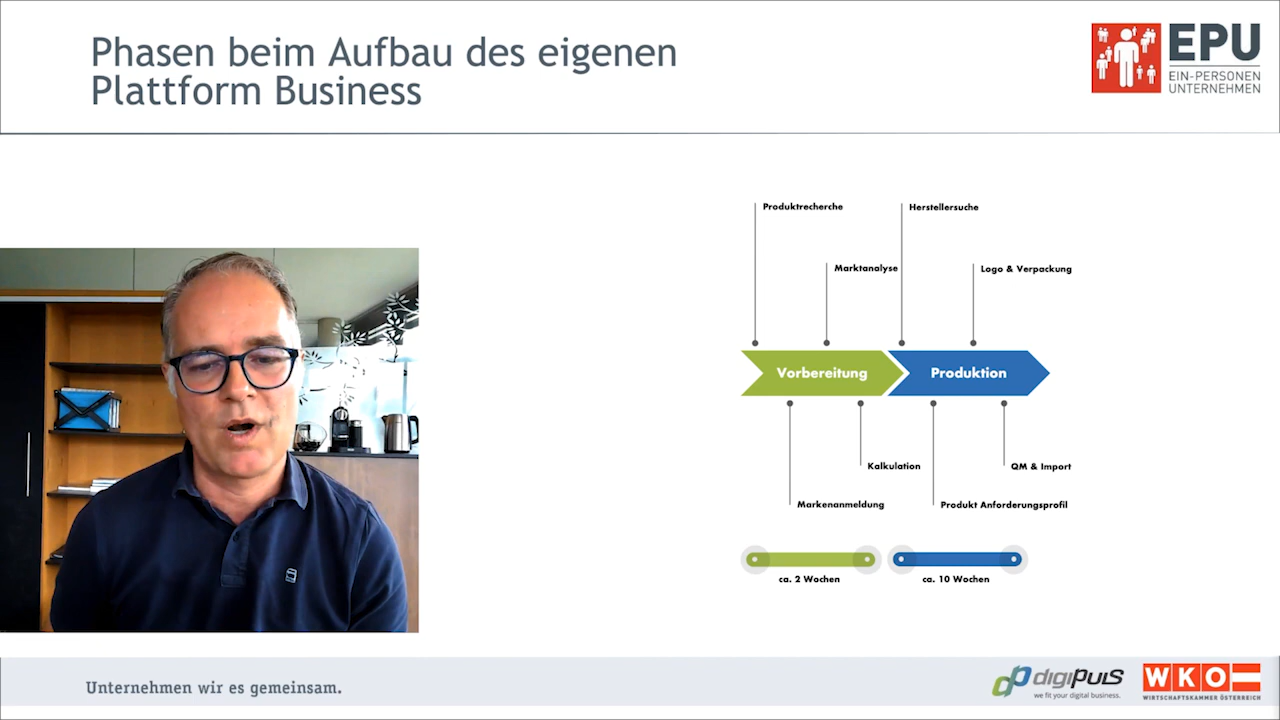 Phasen beim Aufbau des eigenen
Plattform Business
EPU
EIN-PERSONEN
UNTERNEHMEN
Produktrecherche
Herstellersuche
Marktanalyse
Logo & Verpackung
Vorbereitung
Produktion
Kalkulation
QM & Import
Markenanmeldung
Produkt Anforderungsprofil
ca. 2 Wochen
ca. 10 Wochen
Unternehmen wir es gemeinsam.
digiPULS
we fit your digital business.
WKO
WIRTSCHAFTSKAMMER ÖSTERREICH